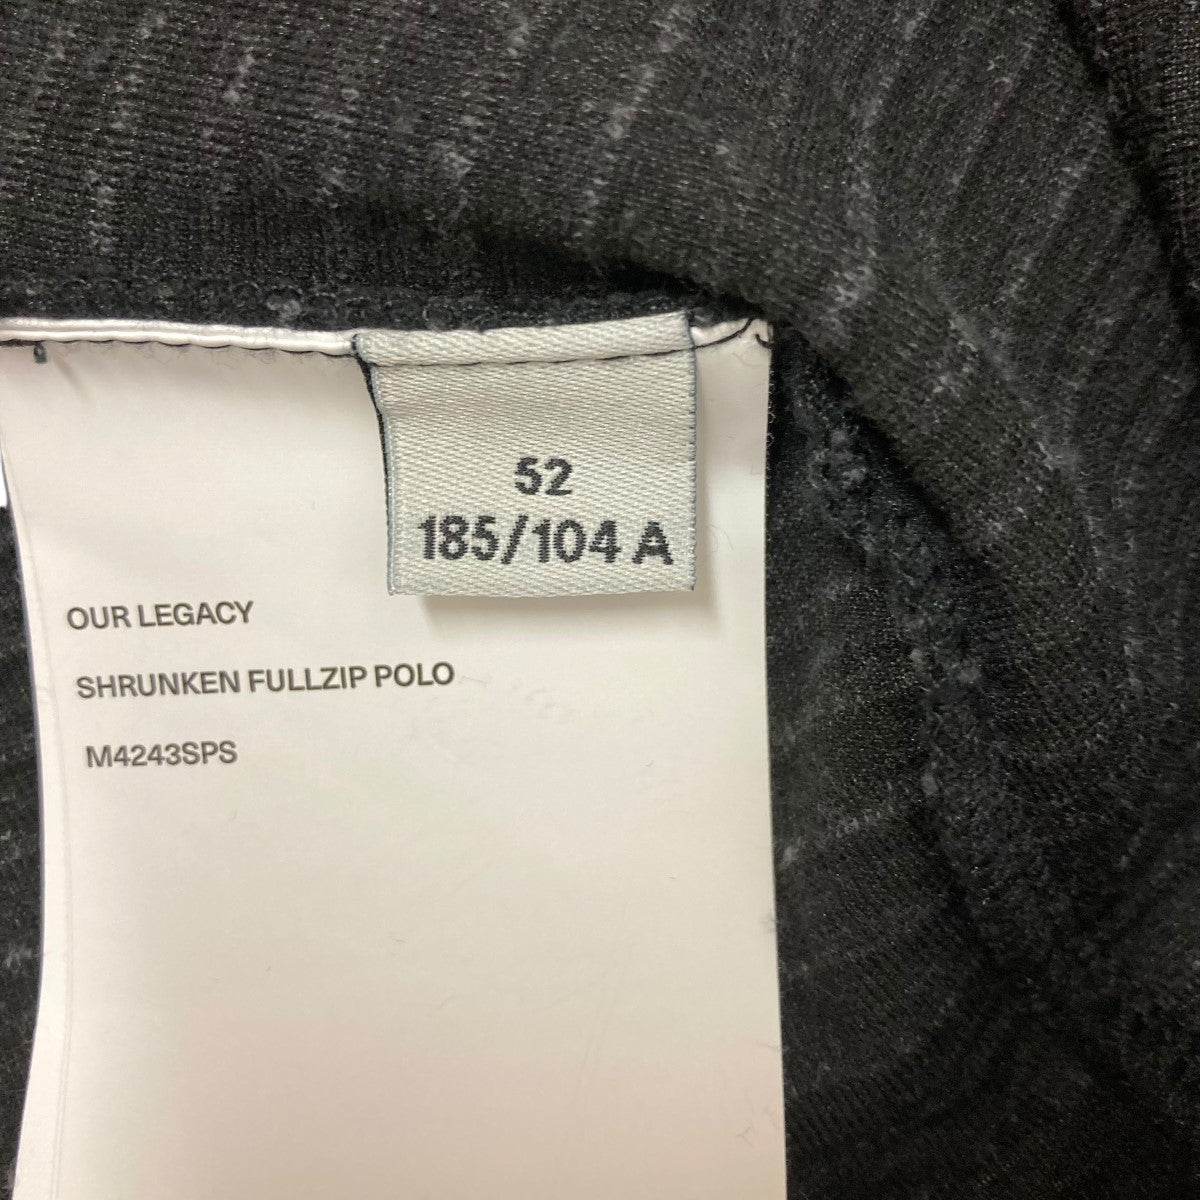 52
185/104 A
OUR LEGACY
SHRUNKEN FULLZIP POLO
M4243SPS